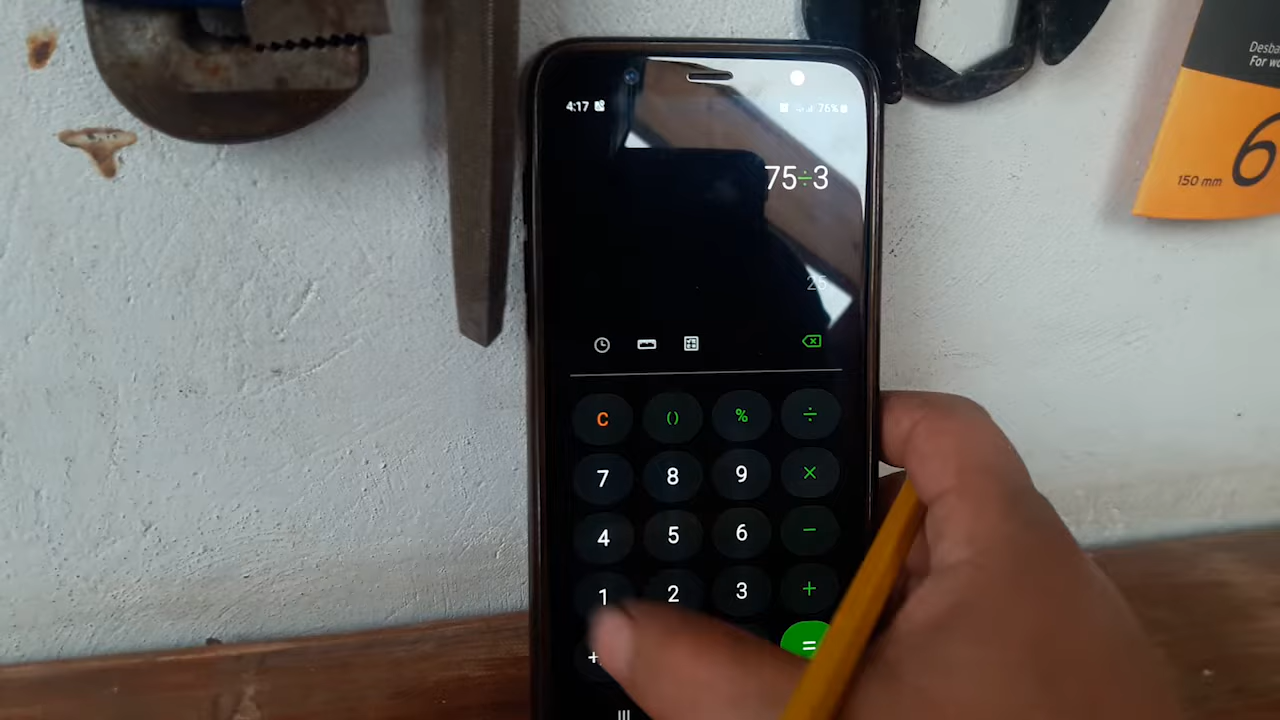 Desba
For wo
6
150 mm
4:17 76%
75÷3
25
C () % ÷
7 8 9 ×
4 5 6 −
1 2 3 +
+ =